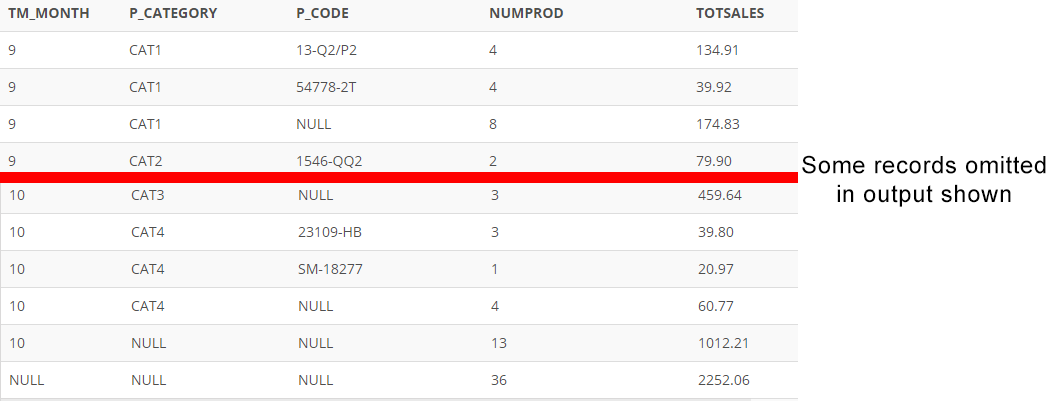 TM_MONTH P_CATEGORY P_CODE NUMPROD TOTSALES
9 CAT1 13-Q2/P2 4 134.91
9 CAT1 54778-2T 4 39.92
9 CAT1 NULL 8 174.83
9 CAT2 1546-QQ2 2 79.90
Some records omitted
in output shown
10 CAT3 NULL 3 459.64
10 CAT4 23109-HB 3 39.80
10 CAT4 SM-18277 1 20.97
10 CAT4 NULL 4 60.77
10 NULL NULL 13 1012.21
NULL NULL NULL 36 2252.06